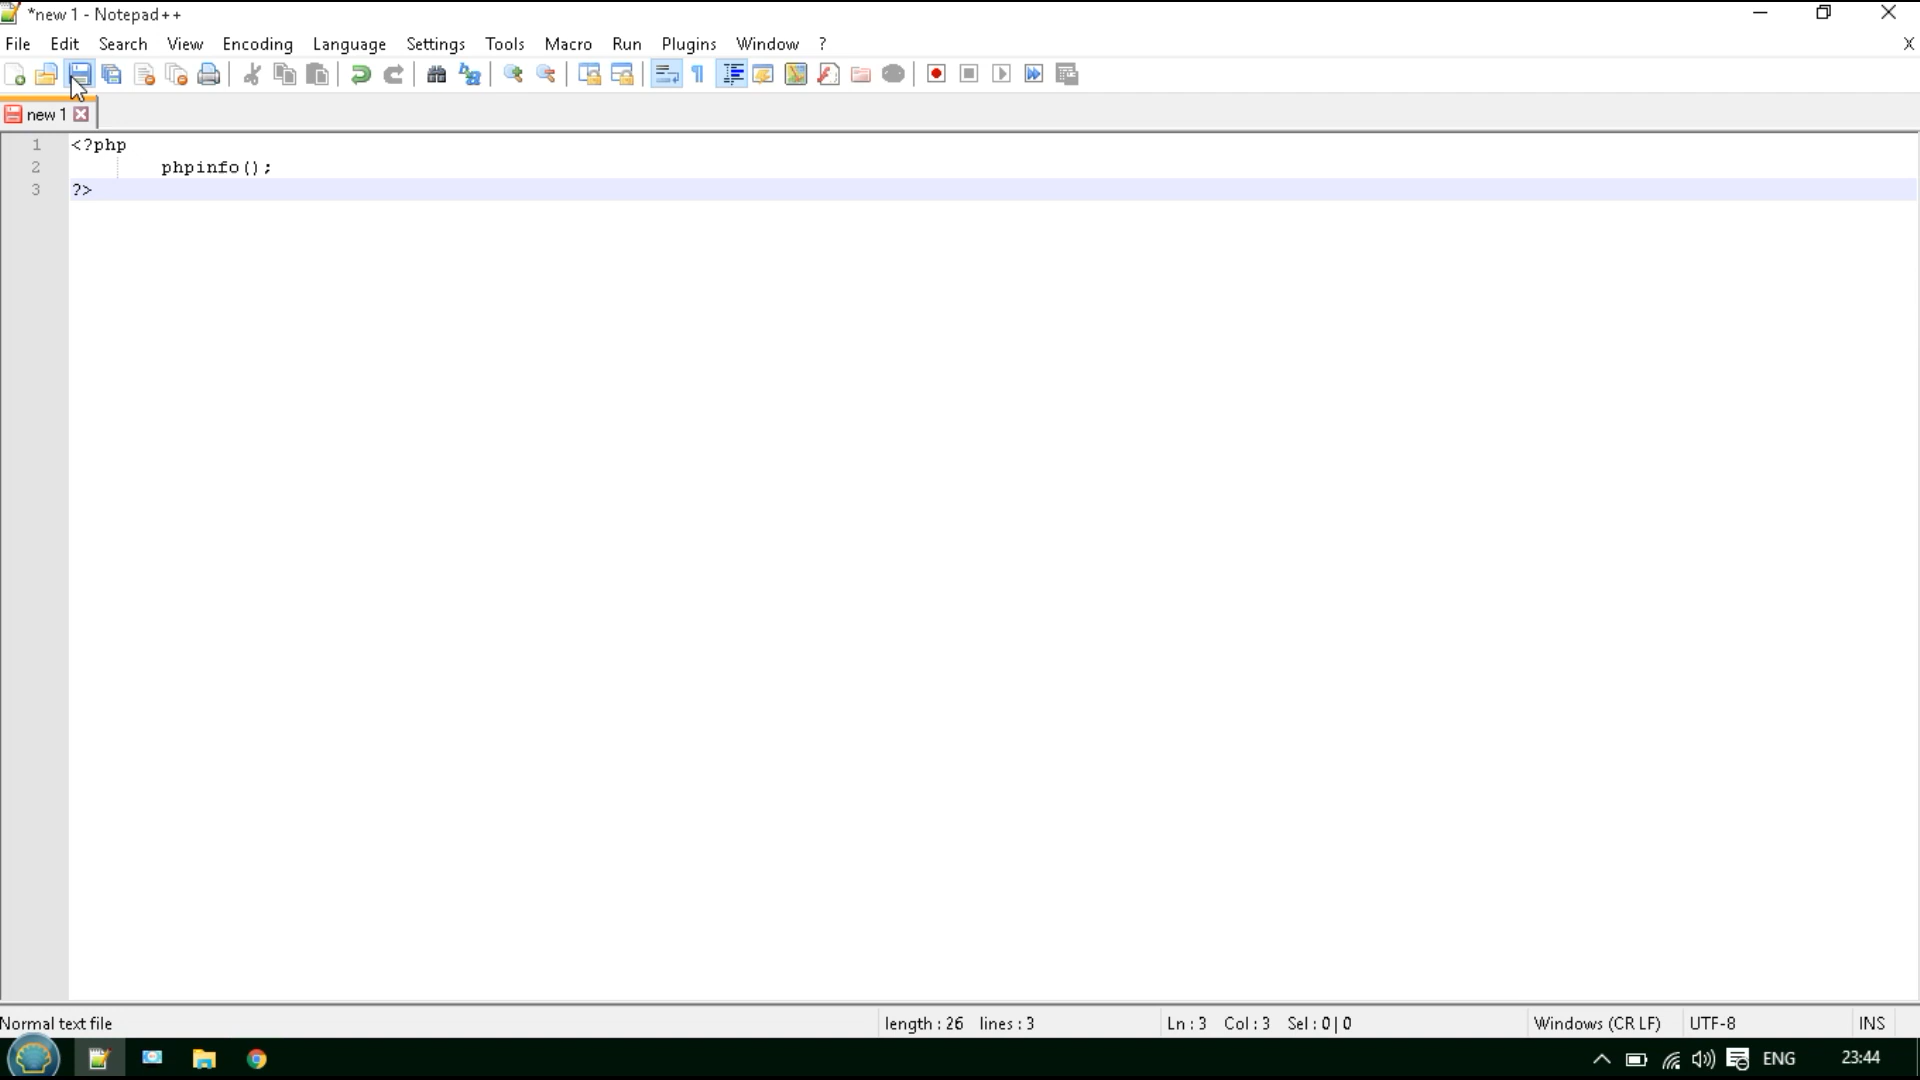 *new 1 - Notepad++
File Edit Search View Encoding Language Settings Tools Macro Run Plugins Window ? X
new 1
1 <?php
2 phpinfo();
3 ?>
Normal text file length : 26 lines : 3 Ln : 3 Col : 3 Sel : 0 | 0 Windows (CR LF) UTF-8 INS
ENG 23:44